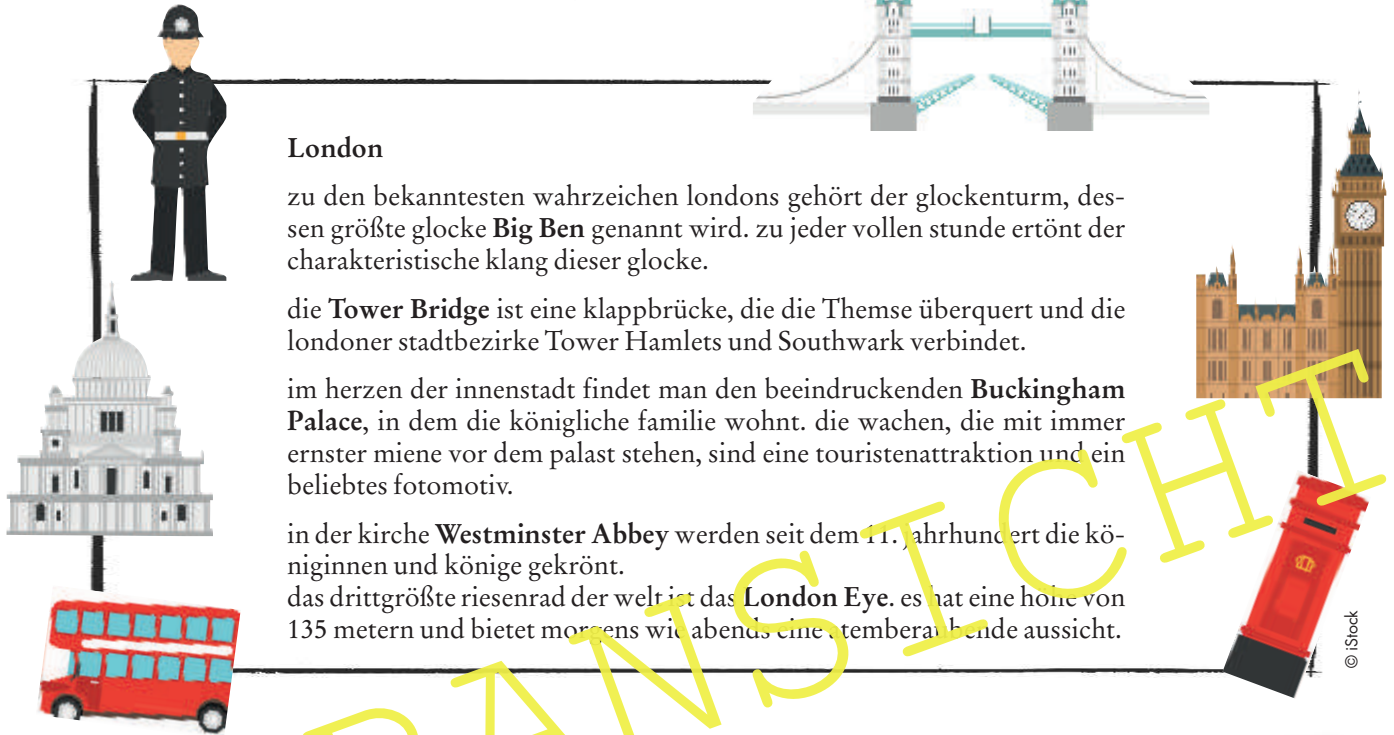 London
zu den bekanntesten wahrzeichen londons gehört der glockenturm, des-
sen größte glocke Big Ben genannt wird. zu jeder vollen stunde ertönt der
charakteristische klang dieser glocke.
die Tower Bridge ist eine klappbrücke, die die Themse überquert und die
londoner stadtbezirke Tower Hamlets und Southwark verbindet.
im herzen der innenstadt findet man den beeindruckenden Buckingham
Palace, in dem die königliche familie wohnt. die wachen, die mit immer
ernster miene vor dem palast stehen, sind eine touristenattraktion und ein
beliebtes fotomotiv.
in der kirche Westminster Abbey werden seit dem 11. jahrhundert die kö-
niginnen und könige gekrönt.
das drittgrößte riesenrad der welt ist das London Eye. es hat eine höhe von
135 metern und bietet morgens wie abends eine atemberaubende aussicht.
© iStock
RANSICHT